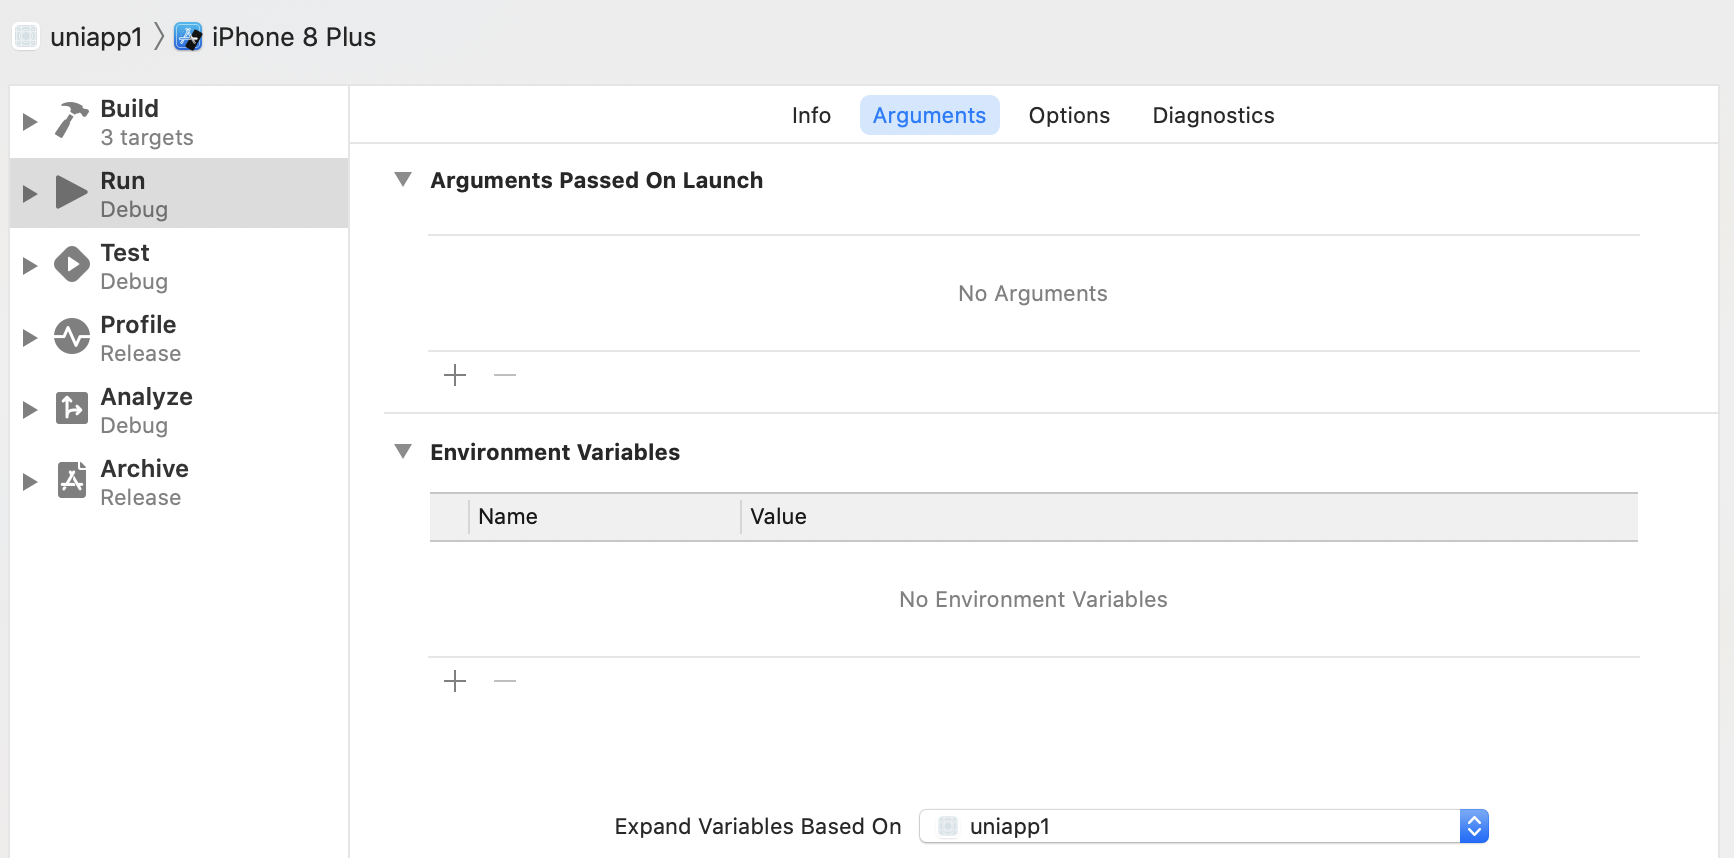 uniapp1 〉 iPhone 8 Plus
Build
3 targets
Run
Debug
Test
Debug
Profile
Release
Analyze
Debug
Archive
Release
Info Arguments Options Diagnostics
Arguments Passed On Launch
No Arguments
Environment Variables
Name Value
No Environment Variables
Expand Variables Based On uniapp1